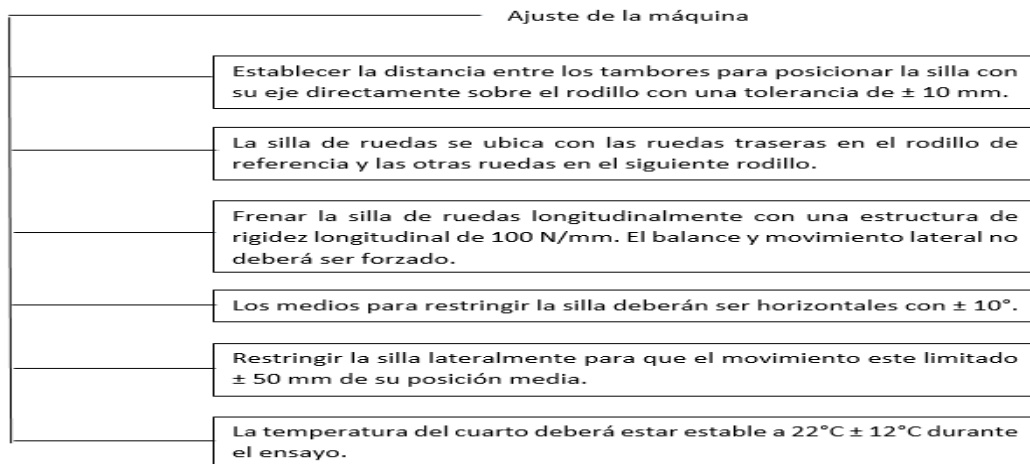 Ajuste de la máquina
Establecer la distancia entre los tambores para posicionar la silla con
su eje directamente sobre el rodillo con una tolerancia de ± 10 mm.
La silla de ruedas se ubica con las ruedas traseras en el rodillo de
referencia y las otras ruedas en el siguiente rodillo.
Frenar la silla de ruedas longitudinalmente con una estructura de
rigidez longitudinal de 100 N/mm. El balance y movimiento lateral no
deberá ser forzado.
Los medios para restringir la silla deberán ser horizontales con ± 10°.
Restringir la silla lateralmente para que el movimiento este limitado
± 50 mm de su posición media.
La temperatura del cuarto deberá estar estable a 22°C ± 12°C durante
el ensayo.